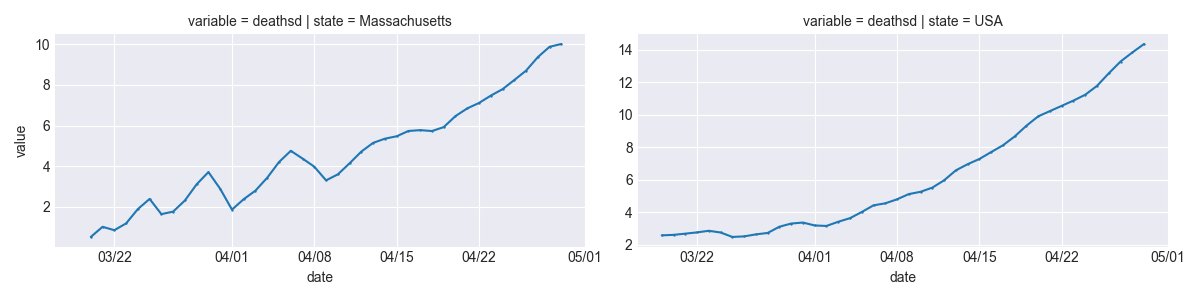 variable = deathsd | state = Massachusetts
value
10
8
6
4
2
03/22 04/01 04/08 04/15 04/22 05/01
date
variable = deathsd | state = USA
14
12
10
8
6
4
2
03/22 04/01 04/08 04/15 04/22 05/01
date